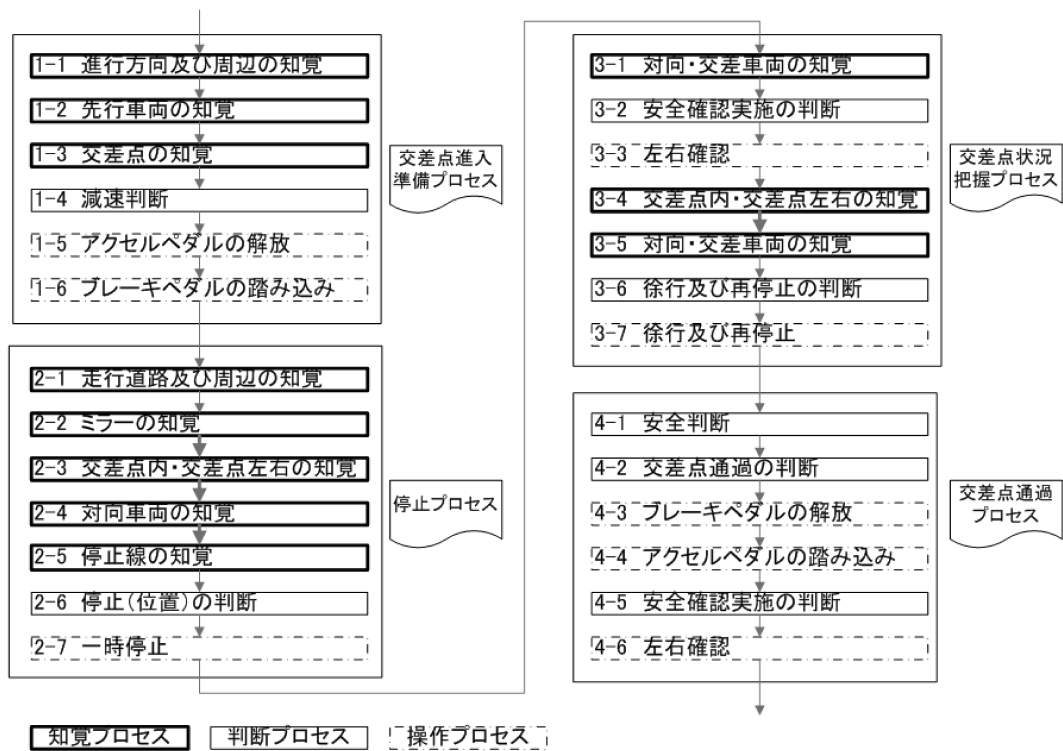 1-1 進行方向及び周辺の知覚
1-2 先行車両の知覚
1-3 交差点の知覚
1-4 減速判断
1-5 アクセルペダルの解放
1-6 ブレーキペダルの踏み込み
交差点進入
準備プロセス
2-1 走行道路及び周辺の知覚
2-2 ミラーの知覚
2-3 交差点内・交差点左右の知覚
2-4 対向車両の知覚
2-5 停止線の知覚
2-6 停止(位置)の判断
2-7 一時停止
停止プロセス
3-1 対向・交差車両の知覚
3-2 安全確認実施の判断
3-3 左右確認
3-4 交差点内・交差点左右の知覚
3-5 対向・交差車両の知覚
3-6 徐行及び再停止の判断
3-7 徐行及び再停止
交差点状況
把握プロセス
4-1 安全判断
4-2 交差点通過の判断
4-3 ブレーキペダルの解放
4-4 アクセルペダルの踏み込み
4-5 安全確認実施の判断
4-6 左右確認
交差点通過
プロセス
知覚プロセス 判断プロセス 操作プロセス